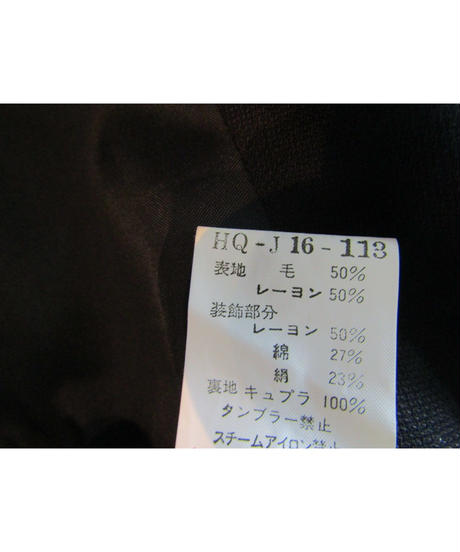 HQ-J 16-113
表地 毛 50%
レーヨン 50%
装飾部分
レーヨン 50%
綿 27%
絹 23%
裏地 キュプラ 100%
タンブラー禁止
スチームアイロン禁止